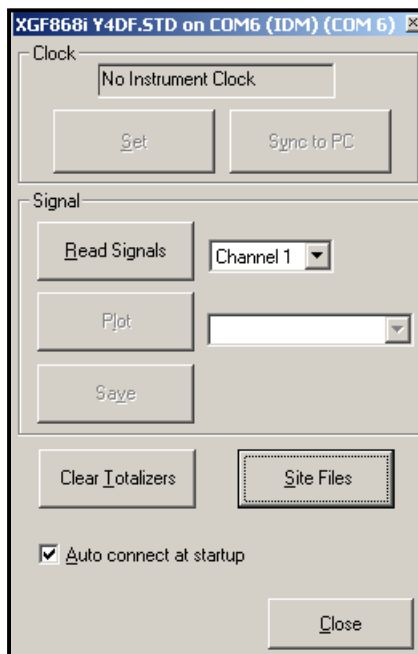 XGF868i Y4DF.STD on COM6 (IDM) (COM 6)
Clock
No Instrument Clock
Set Sync to PC
Signal
Read Signals Channel 1
Plot
Save
Clear Totalizers Site Files
Auto connect at startup
Close